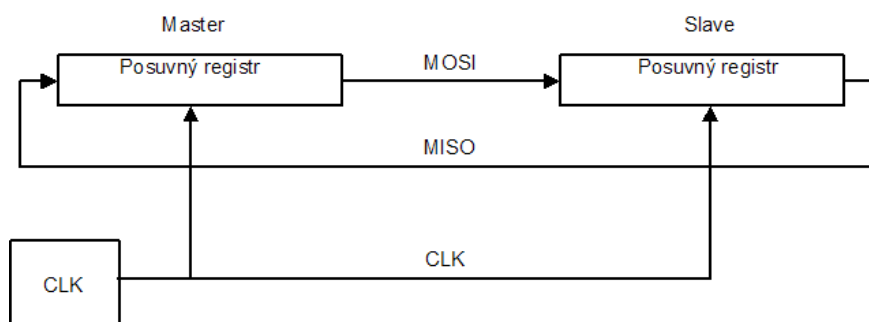 Master
Slave
Posuvný registr
MOSI
Posuvný registr
MISO
CLK
CLK